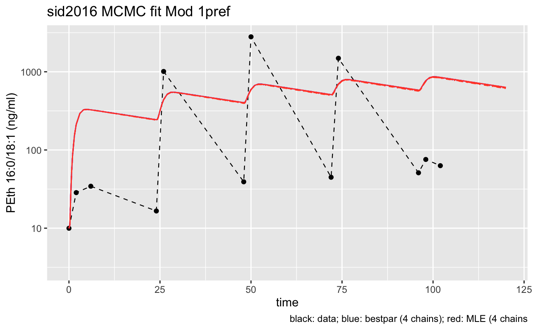 sid2016 MCMC fit Mod 1pref
PEth 16:0/18:1 (ng/ml)
1000
100
10
0
25
50
75
100
125
time
black: data; blue: bestpar (4 chains); red: MLE (4 chains